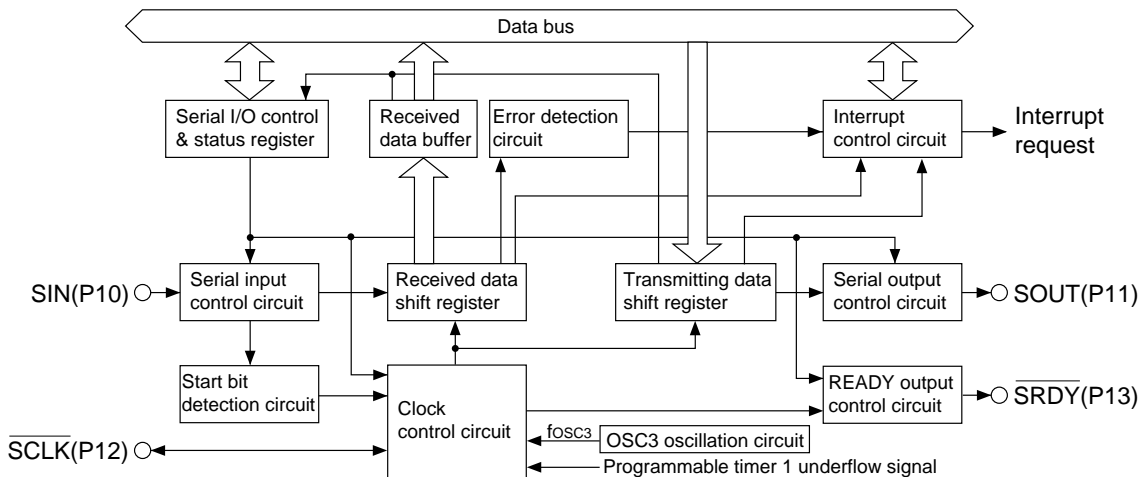 Data bus
Serial I/O control
& status register
Received
data buffer
Error detection
circuit
Interrupt
control circuit
Interrupt
request
SIN(P10)
Serial input
control circuit
Received data
shift register
Transmitting data
shift register
Serial output
control circuit
SOUT(P11)
Start bit
detection circuit
Clock
control circuit
READY output
control circuit
SRDY(P13)
SCLK(P12)
fOSC3
OSC3 oscillation circuit
Programmable timer 1 underflow signal